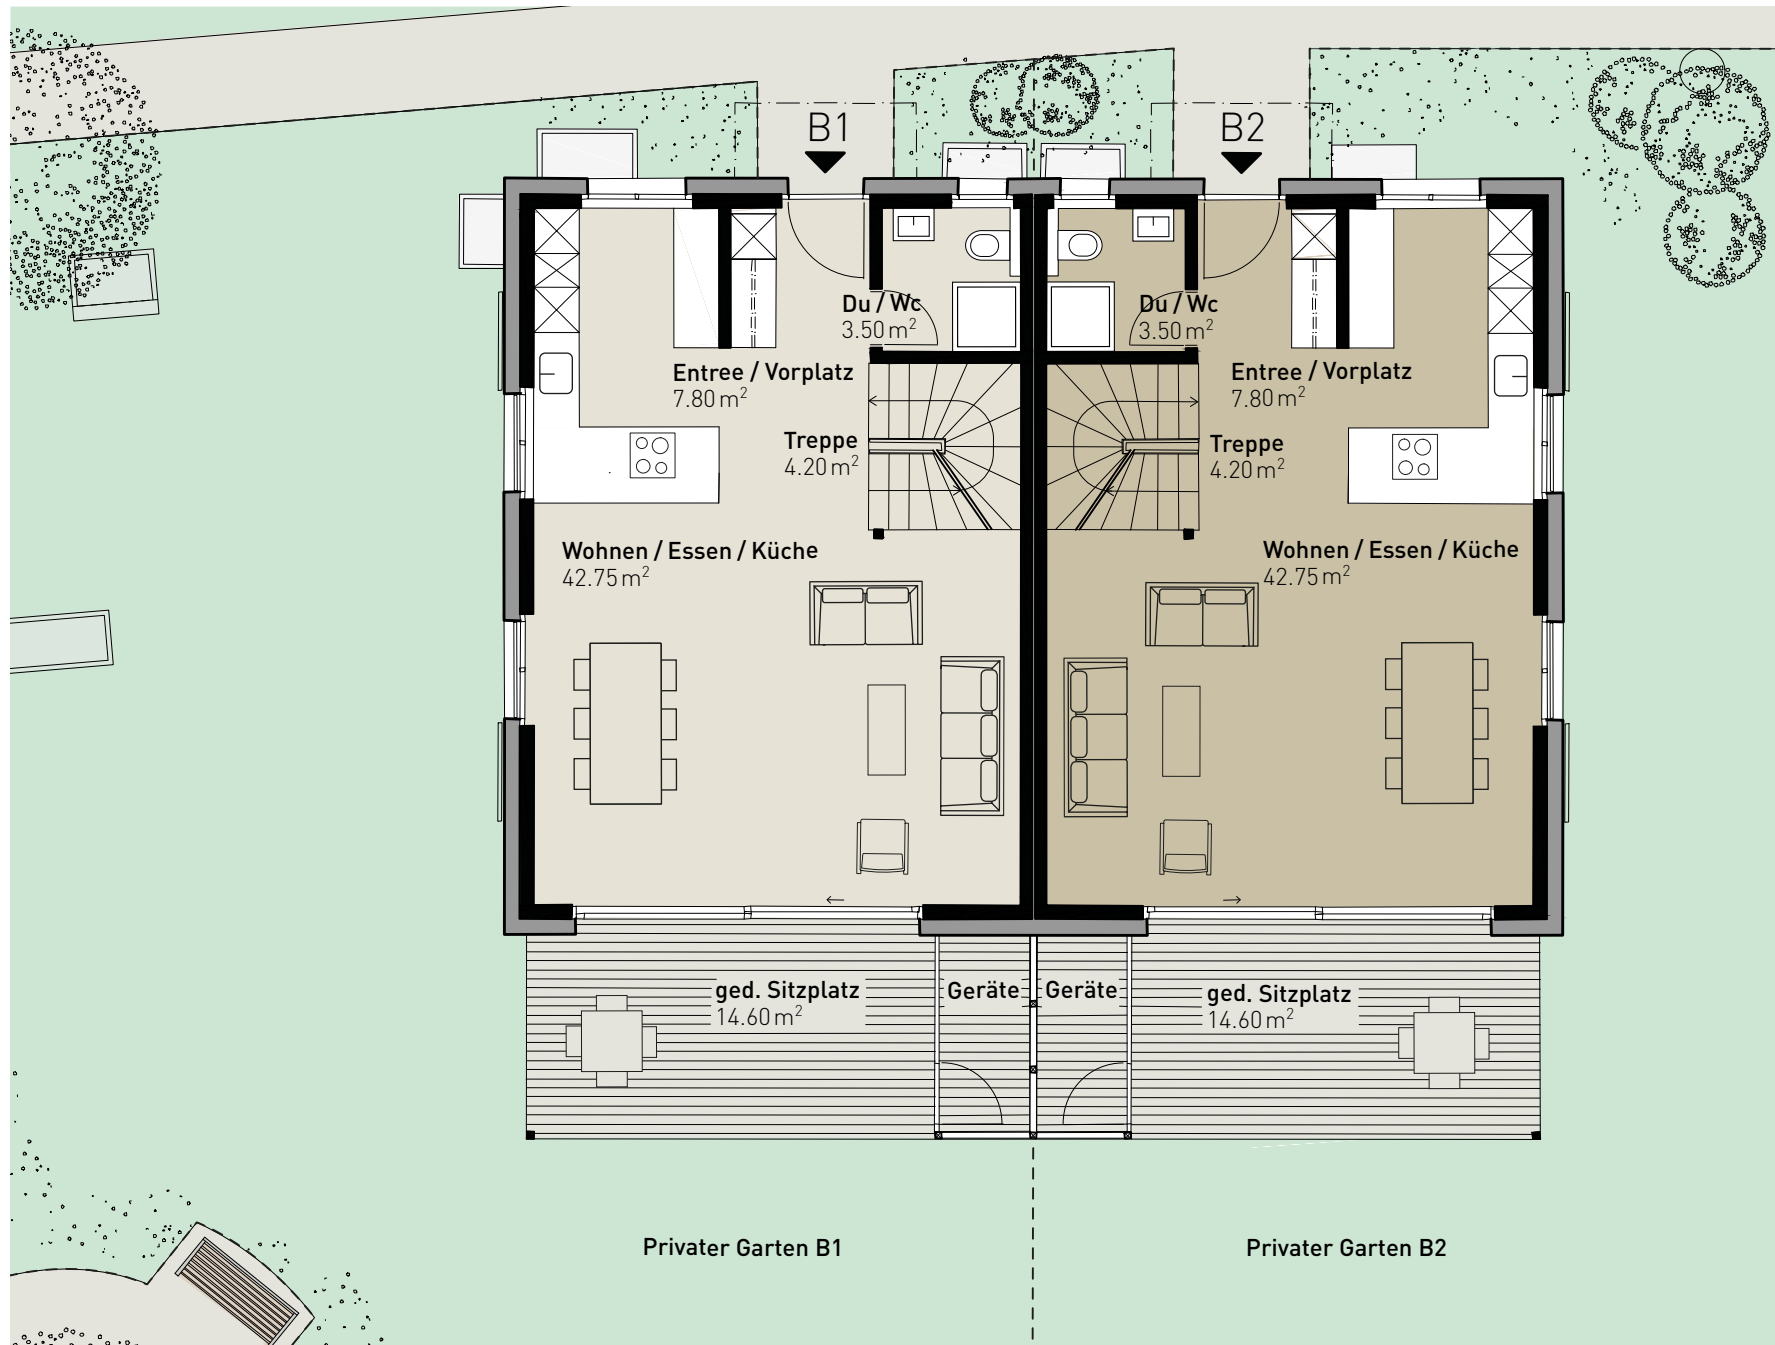 B1
B2
Du / Wc
3.50 m²
Du / Wc
3.50 m²
Entree / Vorplatz
7.80 m²
Entree / Vorplatz
7.80 m²
Treppe
4.20 m²
Treppe
4.20 m²
Wohnen / Essen / Küche
42.75 m²
Wohnen / Essen / Küche
42.75 m²
ged. Sitzplatz
14.60 m²
Geräte
Geräte
ged. Sitzplatz
14.60 m²
Privater Garten B1
Privater Garten B2